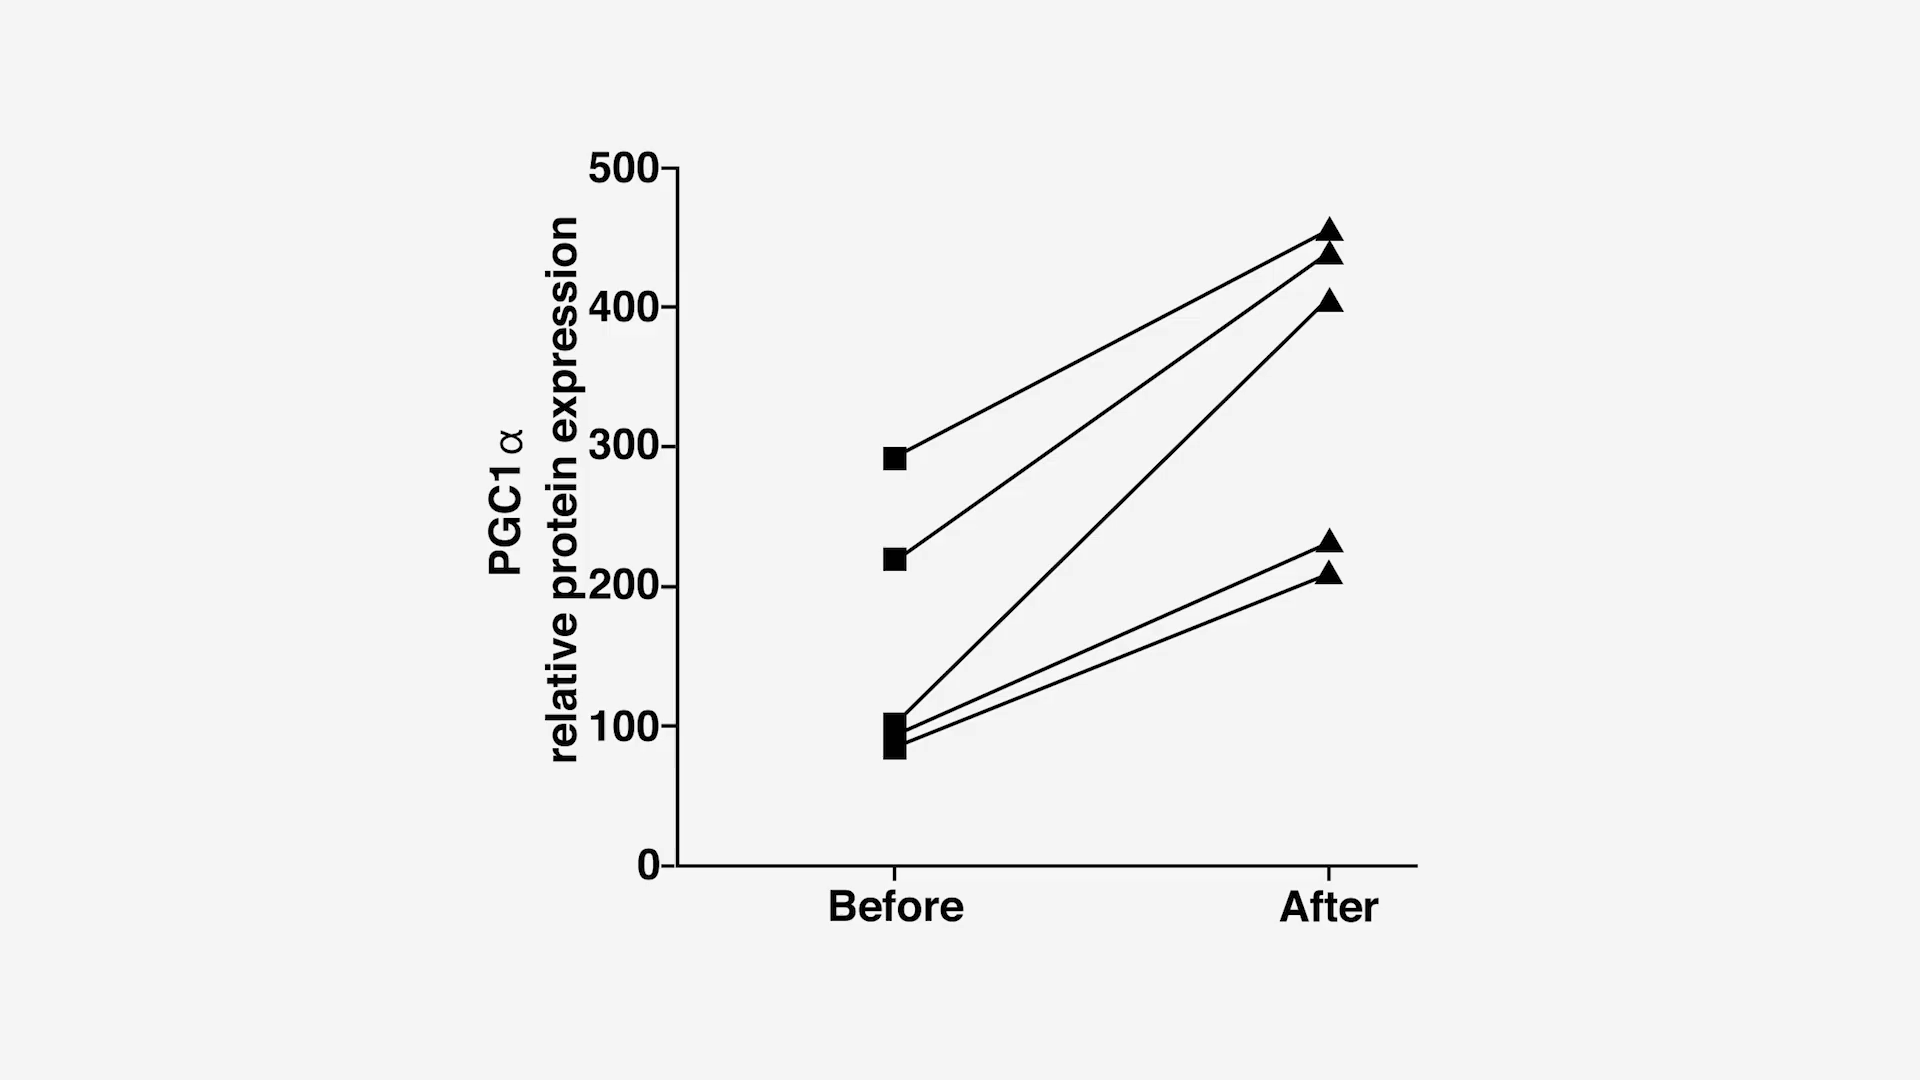 PGC1α
relative protein expression
500
400
300
200
100
0
Before
After